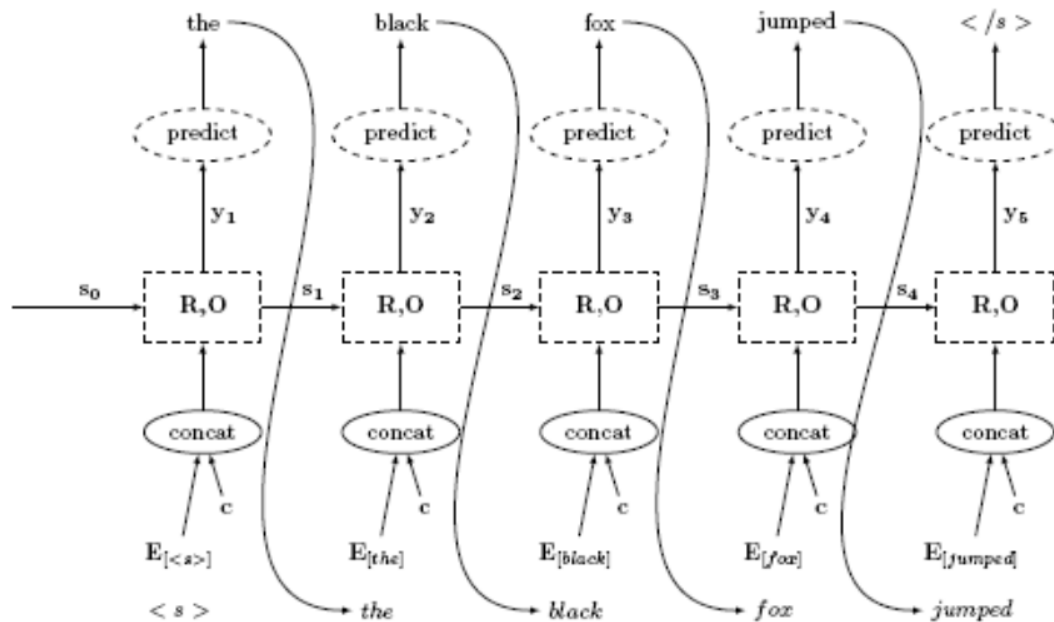 the black fox jumped </s>
predict predict predict predict predict
y₁ y₂ y₃ y₄ y₅
s₀ s₁ s₂ s₃ s₄
R,O R,O R,O R,O R,O
concat concat concat concat concat
c c c c c
E[<s>] E[the] E[black] E[fox] E[jumped]
<s> the black fox jumped